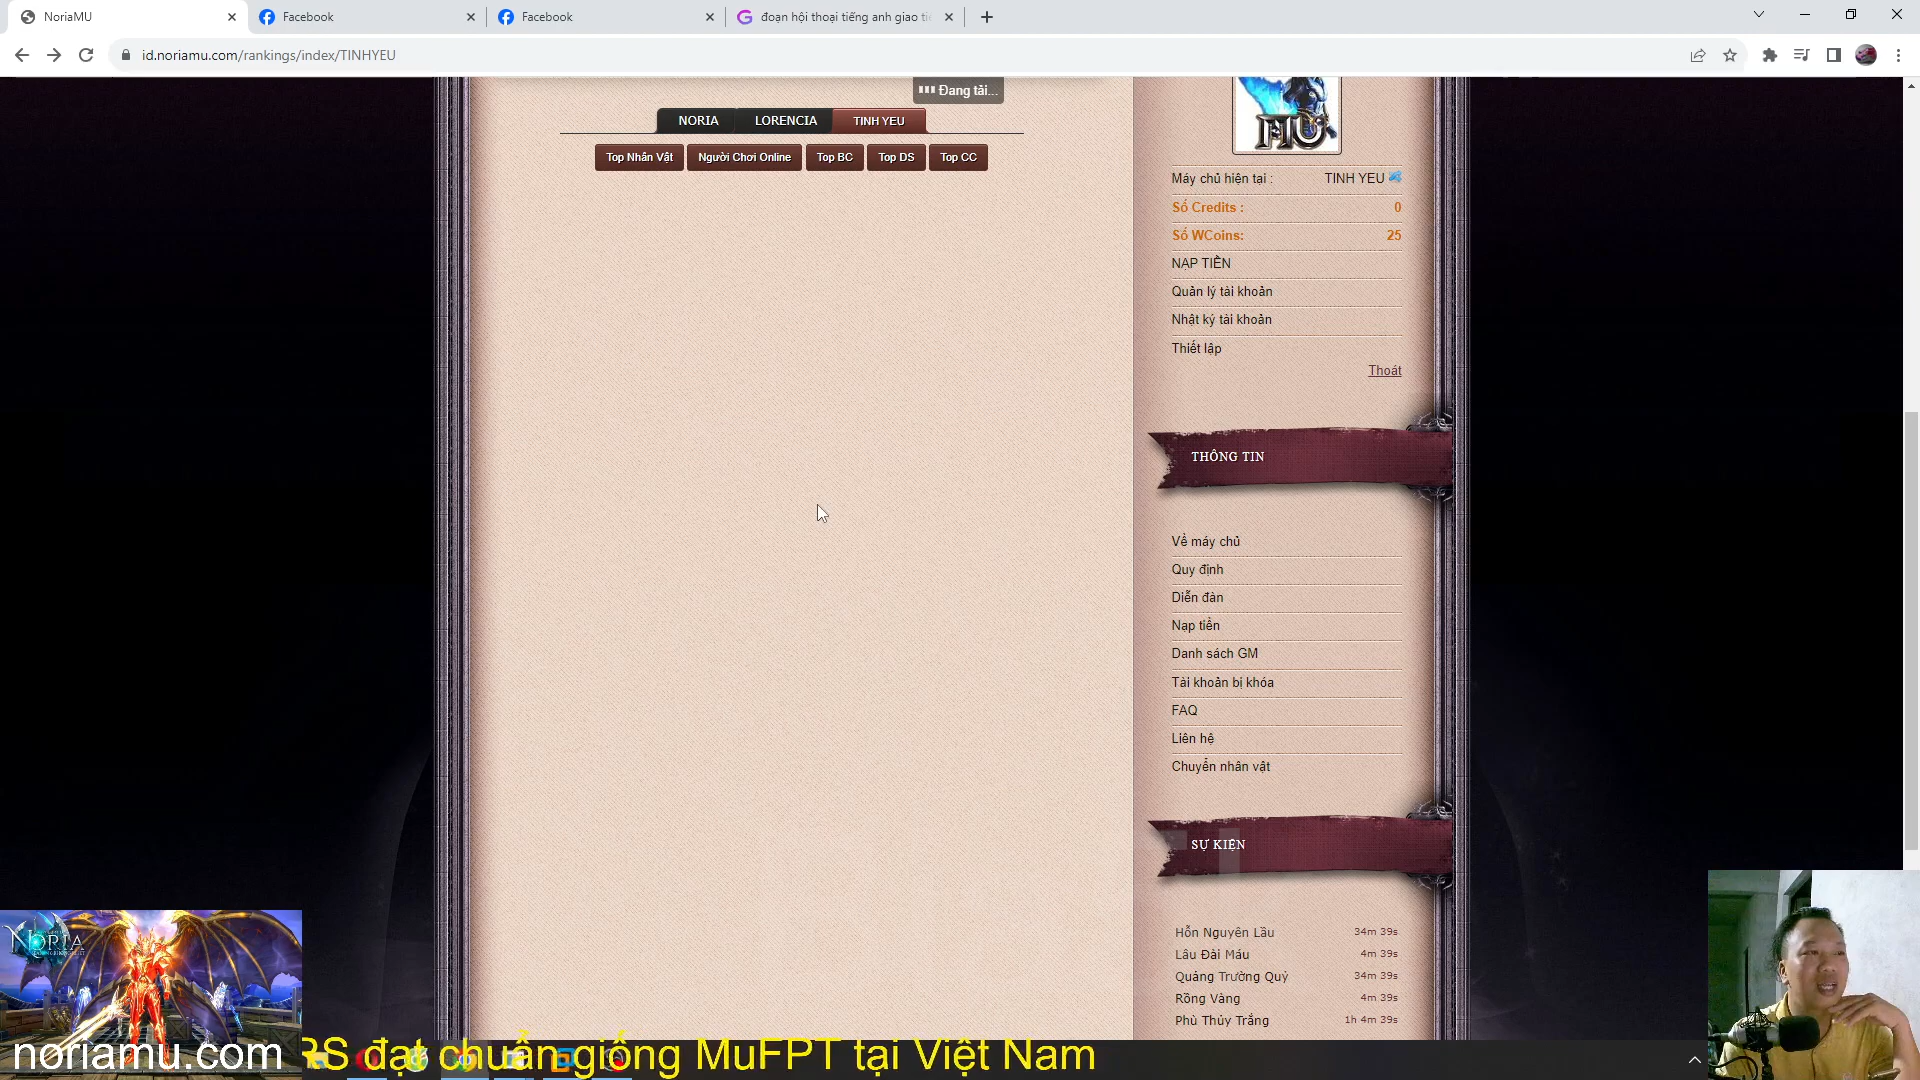 NoriaMU
Facebook
Facebook
đoạn hội thoại tiếng anh giao tiế
id.noriamu.com/rankings/index/TINHYEU
Đang tải...
NORIA
LORENCIA
TINH YEU
Top Nhân Vật
Người Chơi Online
Top BC
Top DS
Top CC
MU
Máy chủ hiện tại : TINH YEU
Số Credits : 0
Số WCoins: 25
NẠP TIỀN
Quản lý tài khoản
Nhật ký tài khoản
Thiết lập
Thoát
THÔNG TIN
Về máy chủ
Quy định
Diễn đàn
Nạp tiền
Danh sách GM
Tài khoản bị khóa
FAQ
Liên hệ
Chuyển nhân vật
SỰ KIỆN
Hỗn Nguyên Lầu 34m 39s
Lâu Đài Máu 4m 39s
Quảng Trường Quỷ 34m 39s
Rồng Vàng 4m 39s
Phù Thủy Trắng 1h 4m 39s
NORIA
noriamu.com
RS đạt chuẩn giống MuFPT tại Việt Nam